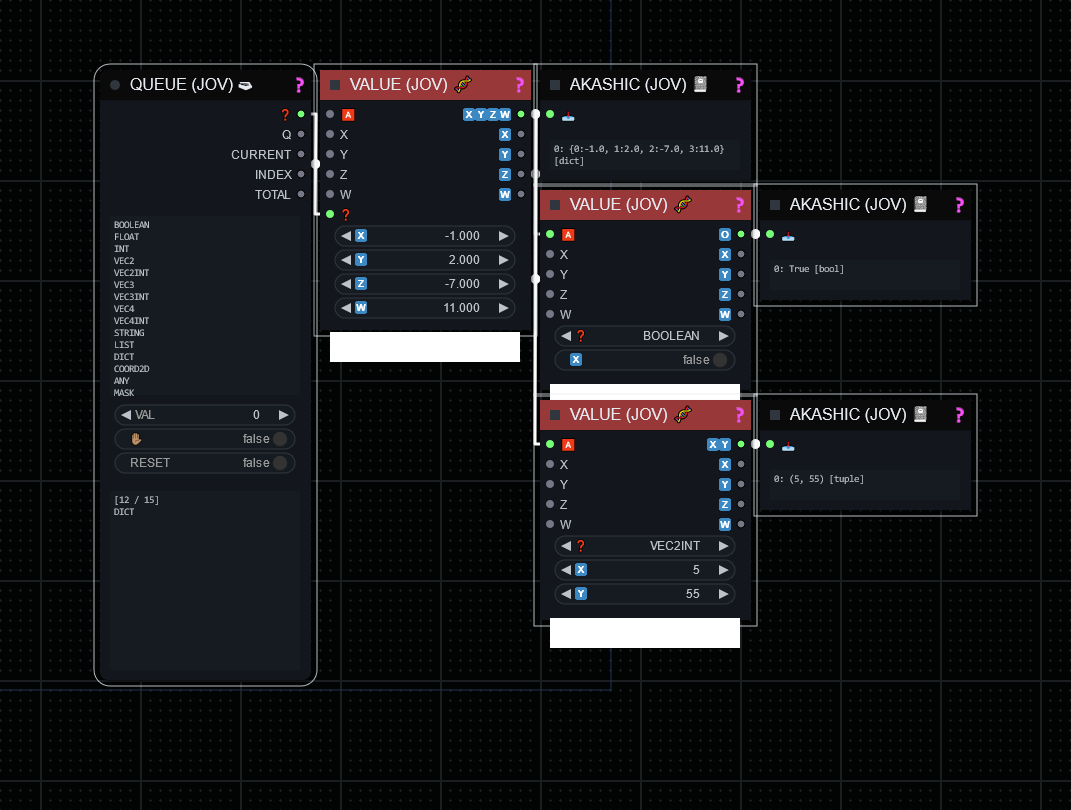 QUEUE (JOV)
❓
Q
CURRENT
INDEX
TOTAL
BOOLEAN
FLOAT
INT
VEC2
VEC2INT
VEC3
VEC3INT
VEC4
VEC4INT
STRING
LIST
DICT
COORD2D
ANY
MASK
VAL 0
false
RESET false
[12 / 15]
DICT
VALUE (JOV) 🧬 ❓
A X Y Z W
X X
Y Y
Z Z
W W
❓
X -1.000
Y 2.000
Z -7.000
W 11.000
AKASHIC (JOV) 📓 ❓
0: {0:-1.0, 1:2.0, 2:-7.0, 3:11.0}
[dict]
VALUE (JOV) 🧬 ❓
A O
X X
Y Y
Z Z
W W
❓ BOOLEAN
X false
AKASHIC (JOV) 📓 ❓
0: True [bool]
VALUE (JOV) 🧬 ❓
A X Y
X X
Y Y
Z Z
W W
❓ VEC2INT
X 5
Y 55
AKASHIC (JOV) 📓 ❓
0: (5, 55) [tuple]